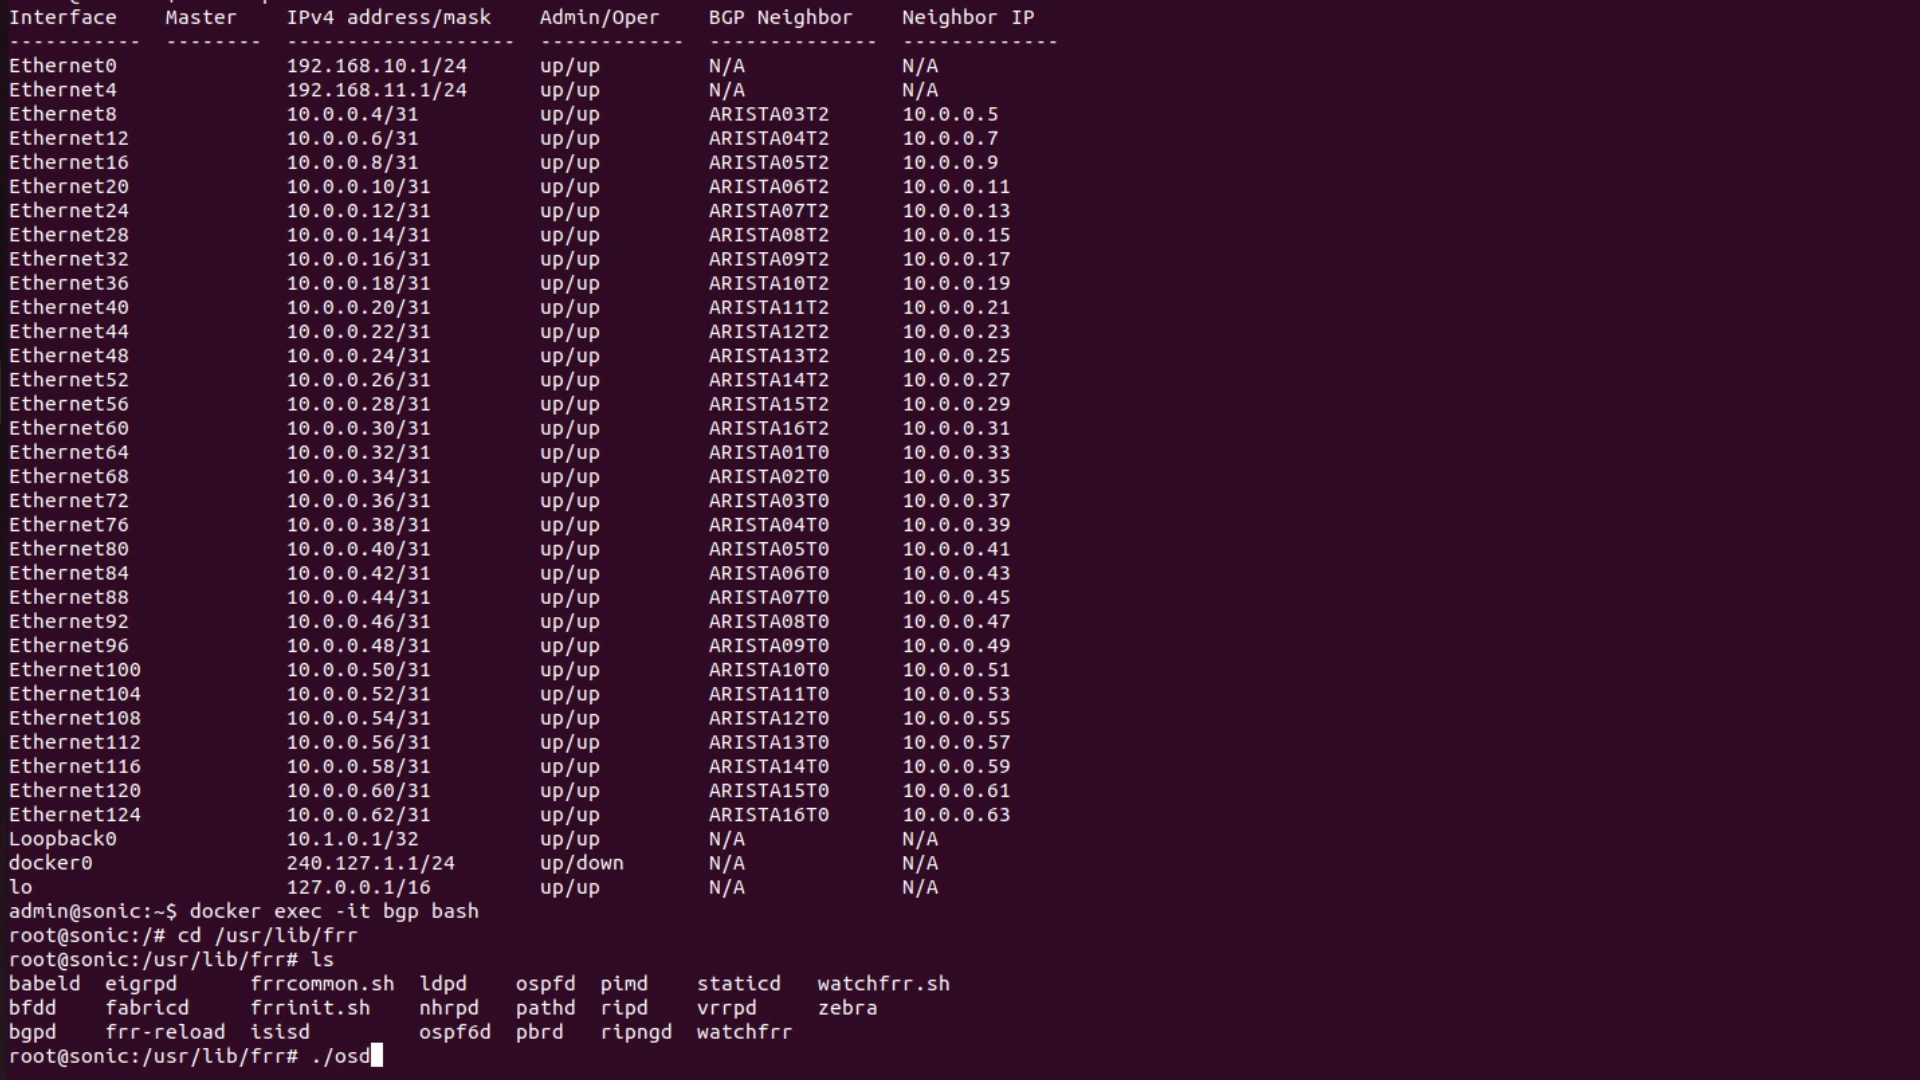 Interface    Master    IPv4 address/mask    Admin/Oper    BGP Neighbor    Neighbor IP
-----------  --------  -------------------  ------------  --------------  -------------
Ethernet0              192.168.10.1/24      up/up         N/A             N/A
Ethernet4              192.168.11.1/24      up/up         N/A             N/A
Ethernet8              10.0.0.4/31          up/up         ARISTA03T2      10.0.0.5
Ethernet12             10.0.0.6/31          up/up         ARISTA04T2      10.0.0.7
Ethernet16             10.0.0.8/31          up/up         ARISTA05T2      10.0.0.9
Ethernet20             10.0.0.10/31         up/up         ARISTA06T2      10.0.0.11
Ethernet24             10.0.0.12/31         up/up         ARISTA07T2      10.0.0.13
Ethernet28             10.0.0.14/31         up/up         ARISTA08T2      10.0.0.15
Ethernet32             10.0.0.16/31         up/up         ARISTA09T2      10.0.0.17
Ethernet36             10.0.0.18/31         up/up         ARISTA10T2      10.0.0.19
Ethernet40             10.0.0.20/31         up/up         ARISTA11T2      10.0.0.21
Ethernet44             10.0.0.22/31         up/up         ARISTA12T2      10.0.0.23
Ethernet48             10.0.0.24/31         up/up         ARISTA13T2      10.0.0.25
Ethernet52             10.0.0.26/31         up/up         ARISTA14T2      10.0.0.27
Ethernet56             10.0.0.28/31         up/up         ARISTA15T2      10.0.0.29
Ethernet60             10.0.0.30/31         up/up         ARISTA16T2      10.0.0.31
Ethernet64             10.0.0.32/31         up/up         ARISTA01T0      10.0.0.33
Ethernet68             10.0.0.34/31         up/up         ARISTA02T0      10.0.0.35
Ethernet72             10.0.0.36/31         up/up         ARISTA03T0      10.0.0.37
Ethernet76             10.0.0.38/31         up/up         ARISTA04T0      10.0.0.39
Ethernet80             10.0.0.40/31         up/up         ARISTA05T0      10.0.0.41
Ethernet84             10.0.0.42/31         up/up         ARISTA06T0      10.0.0.43
Ethernet88             10.0.0.44/31         up/up         ARISTA07T0      10.0.0.45
Ethernet92             10.0.0.46/31         up/up         ARISTA08T0      10.0.0.47
Ethernet96             10.0.0.48/31         up/up         ARISTA09T0      10.0.0.49
Ethernet100            10.0.0.50/31         up/up         ARISTA10T0      10.0.0.51
Ethernet104            10.0.0.52/31         up/up         ARISTA11T0      10.0.0.53
Ethernet108            10.0.0.54/31         up/up         ARISTA12T0      10.0.0.55
Ethernet112            10.0.0.56/31         up/up         ARISTA13T0      10.0.0.57
Ethernet116            10.0.0.58/31         up/up         ARISTA14T0      10.0.0.59
Ethernet120            10.0.0.60/31         up/up         ARISTA15T0      10.0.0.61
Ethernet124            10.0.0.62/31         up/up         ARISTA16T0      10.0.0.63
Loopback0              10.1.0.1/32          up/up         N/A             N/A
docker0                240.127.1.1/24       up/down       N/A             N/A
lo                     127.0.0.1/16         up/up         N/A             N/A
admin@sonic:~$ docker exec -it bgp bash
root@sonic:/# cd /usr/lib/frr
root@sonic:/usr/lib/frr# ls
babeld  eigrpd      frrcommon.sh  ldpd    ospfd  pimd    staticd   watchfrr.sh
bfdd    fabricd     frrinit.sh    nhrpd   pathd  ripd    vrrpd     zebra
bgpd    frr-reload  isisd         ospf6d  pbrd   ripngd  watchfrr
root@sonic:/usr/lib/frr# ./osd